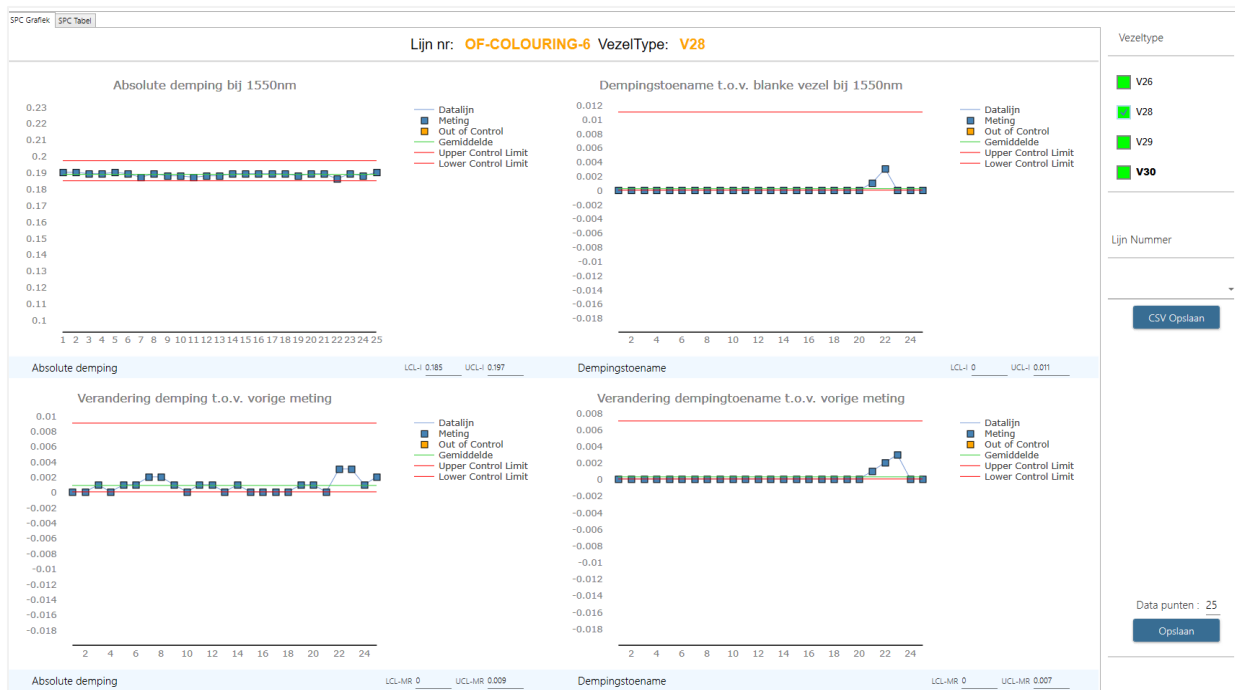 SPC Grafiek SPC Tabel
Lijn nr: OF-COLOURING-6 VezelType: V28
Absolute demping bij 1550nm
0.23
0.22
0.21
0.2
0.19
0.18
0.17
0.16
0.15
0.14
0.13
0.12
0.11
0.1
1 2 3 4 5 6 7 8 9 10 11 12 13 14 15 16 17 18 19 20 21 22 23 24 25
Datalijn
Meting
Out of Control
Gemiddelde
Upper Control Limit
Lower Control Limit
Dempingstoename t.o.v. blanke vezel bij 1550nm
0.012
0.01
0.008
0.006
0.004
0.002
0
-0.002
-0.004
-0.006
-0.008
-0.01
-0.012
-0.014
-0.016
-0.018
2 4 6 8 10 12 14 16 18 20 22 24
Datalijn
Meting
Out of Control
Gemiddelde
Upper Control Limit
Lower Control Limit
Absolute demping LCL-I 0.185 UCL-I 0.197
Dempingstoename LCL-I 0 UCL-I 0.011
Verandering demping t.o.v. vorige meting
0.01
0.008
0.006
0.004
0.002
0
-0.002
-0.004
-0.006
-0.008
-0.01
-0.012
-0.014
-0.016
-0.018
2 4 6 8 10 12 14 16 18 20 22 24
Datalijn
Meting
Out of Control
Gemiddelde
Upper Control Limit
Lower Control Limit
Verandering dempingtoename t.o.v. vorige meting
0.008
0.006
0.004
0.002
0
-0.002
-0.004
-0.006
-0.008
-0.01
-0.012
-0.014
-0.016
-0.018
2 4 6 8 10 12 14 16 18 20 22 24
Datalijn
Meting
Out of Control
Gemiddelde
Upper Control Limit
Lower Control Limit
Absolute demping LCL-MR 0 UCL-MR 0.009
Dempingstoename LCL-MR 0 UCL-MR 0.007
Vezeltype
V26
V28
V29
V30
Lijn Nummer
CSV Opslaan
Data punten : 25
Opslaan